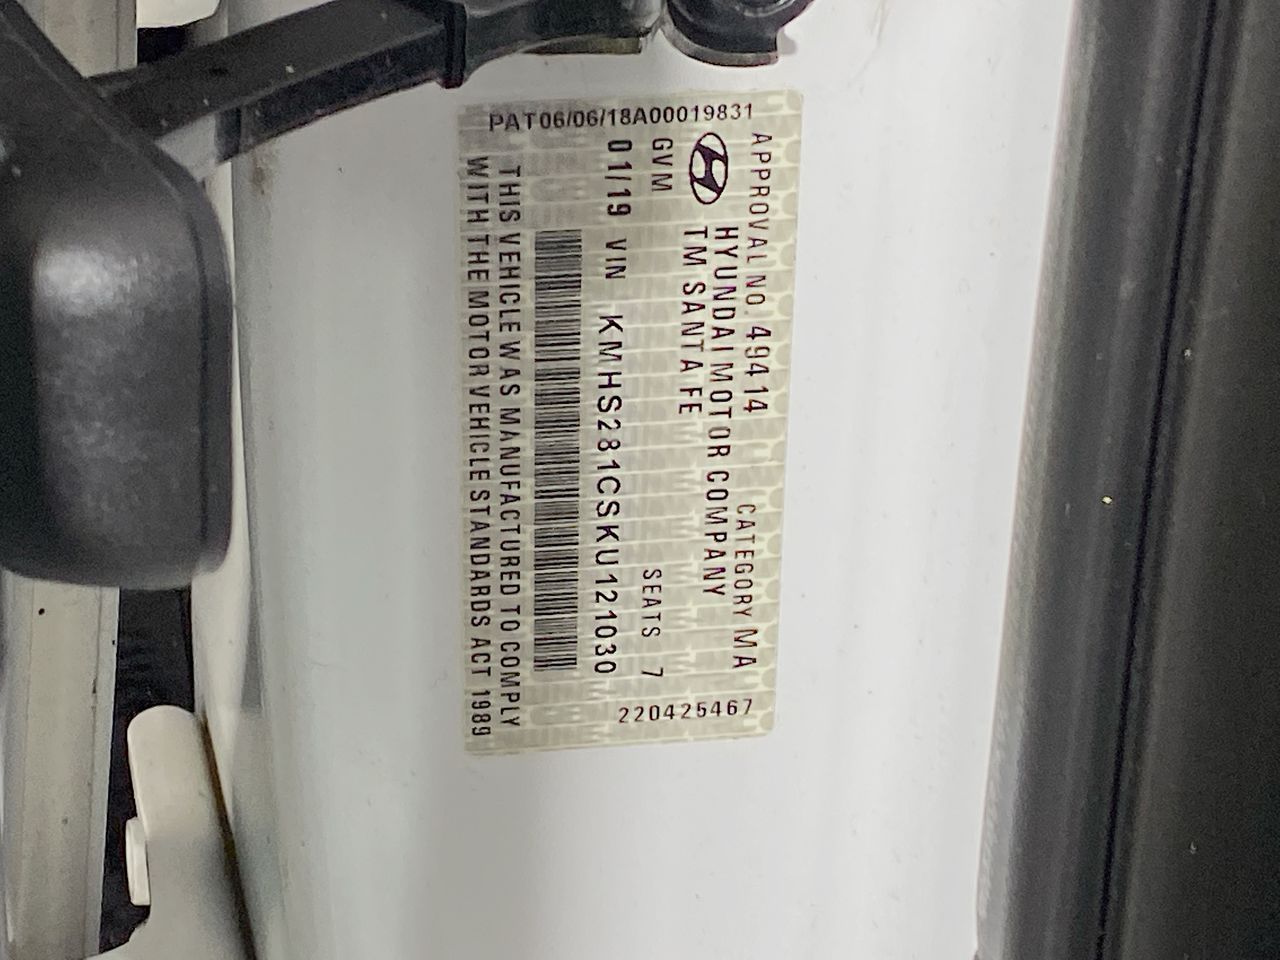 PAT06/06/18A00019831
APPROVAL NO. 49414 CATEGORY MA
HYUNDAI MOTOR COMPANY
TM SANTA FE
GVM SEATS 7
01/19 VIN KMHS281CSKU121030
THIS VEHICLE WAS MANUFACTURED TO COMPLY
WITH THE MOTOR VEHICLE STANDARDS ACT 1989
220425467